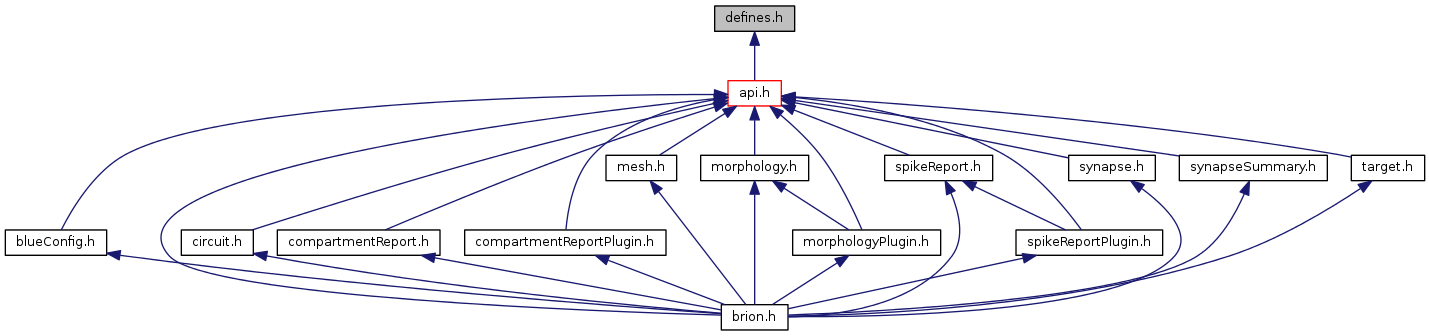 defines.h
api.h
mesh.h
morphology.h
spikeReport.h
synapse.h
synapseSummary.h
target.h
blueConfig.h
circuit.h
compartmentReport.h
compartmentReportPlugin.h
morphologyPlugin.h
spikeReportPlugin.h
brion.h